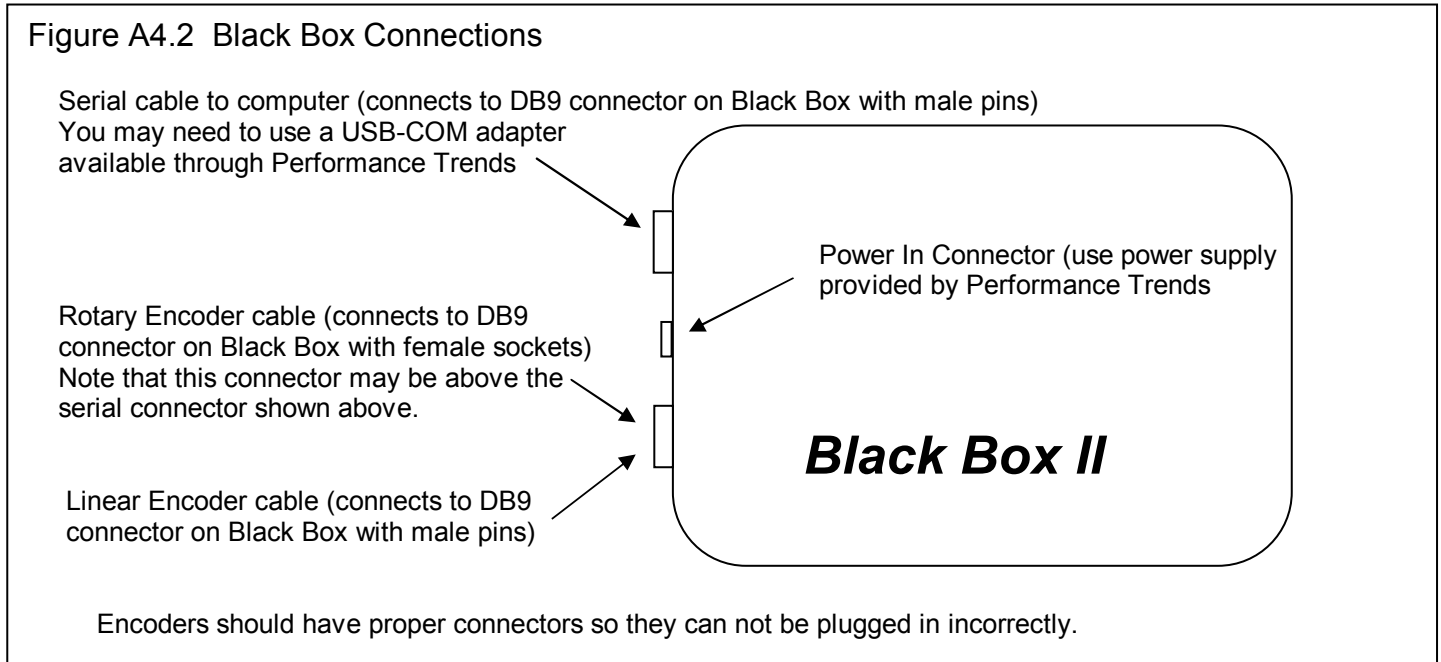 Figure A4.2  Black Box Connections
Serial cable to computer (connects to DB9 connector on Black Box with male pins)
You may need to use a USB-COM adapter
available through Performance Trends
Power In Connector (use power supply
provided by Performance Trends
Rotary Encoder cable (connects to DB9
connector on Black Box with female sockets)
Note that this connector may be above the
serial connector shown above.
Black Box II
Linear Encoder cable (connects to DB9
connector on Black Box with male pins)
Encoders should have proper connectors so they can not be plugged in incorrectly.